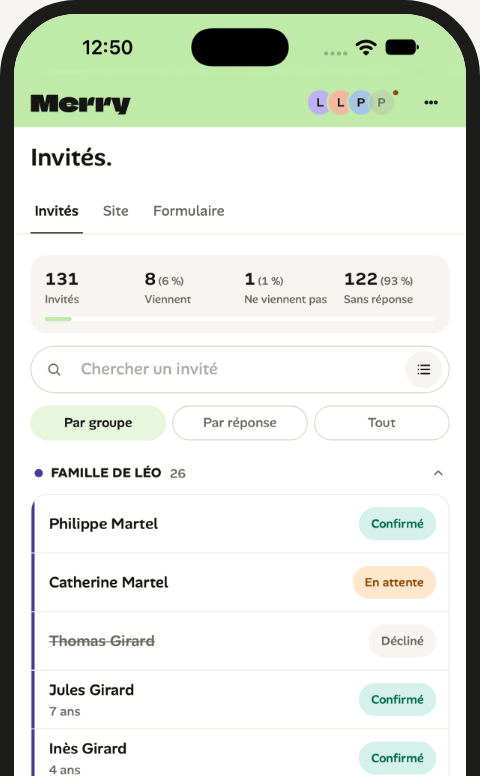 12:50
Merry
L L P P
Invités.
Invités Site Formulaire
131 8 (6 %) 1 (1 %) 122 (93 %)
Invités Viennent Ne viennent pas Sans réponse
Chercher un invité
Par groupe Par réponse Tout
FAMILLE DE LÉO 26
Philippe Martel Confirmé
Catherine Martel En attente
Thomas Girard Décliné
Jules Girard Confirmé
7 ans
Inès Girard Confirmé
4 ans